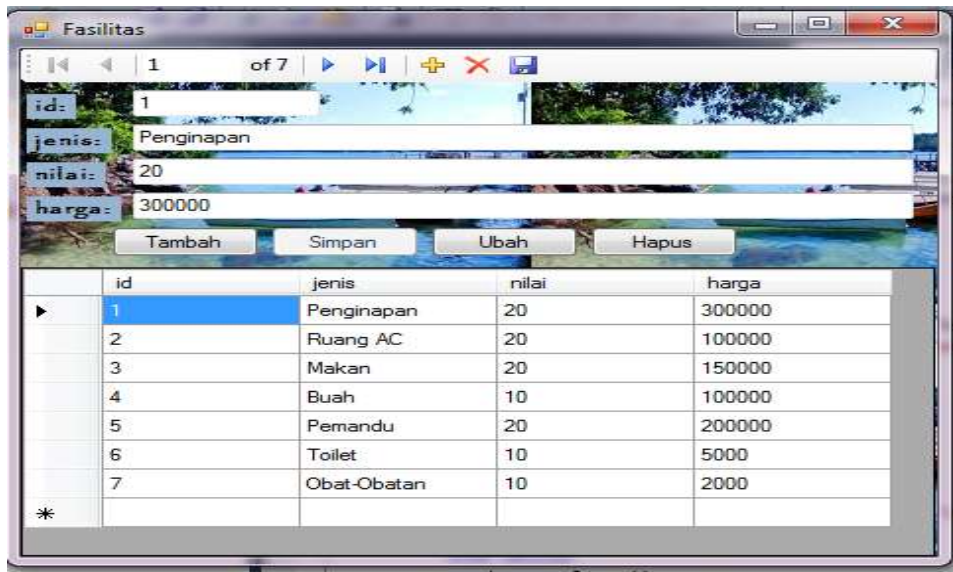 Fasilitas
1 of 7
id: 1
jenis: Penginapan
nilai: 20
harga: 300000
Tambah Simpan Ubah Hapus
id jenis nilai harga
1 Penginapan 20 300000
2 Ruang AC 20 100000
3 Makan 20 150000
4 Buah 10 100000
5 Pemandu 20 200000
6 Toilet 10 5000
7 Obat-Obatan 10 2000